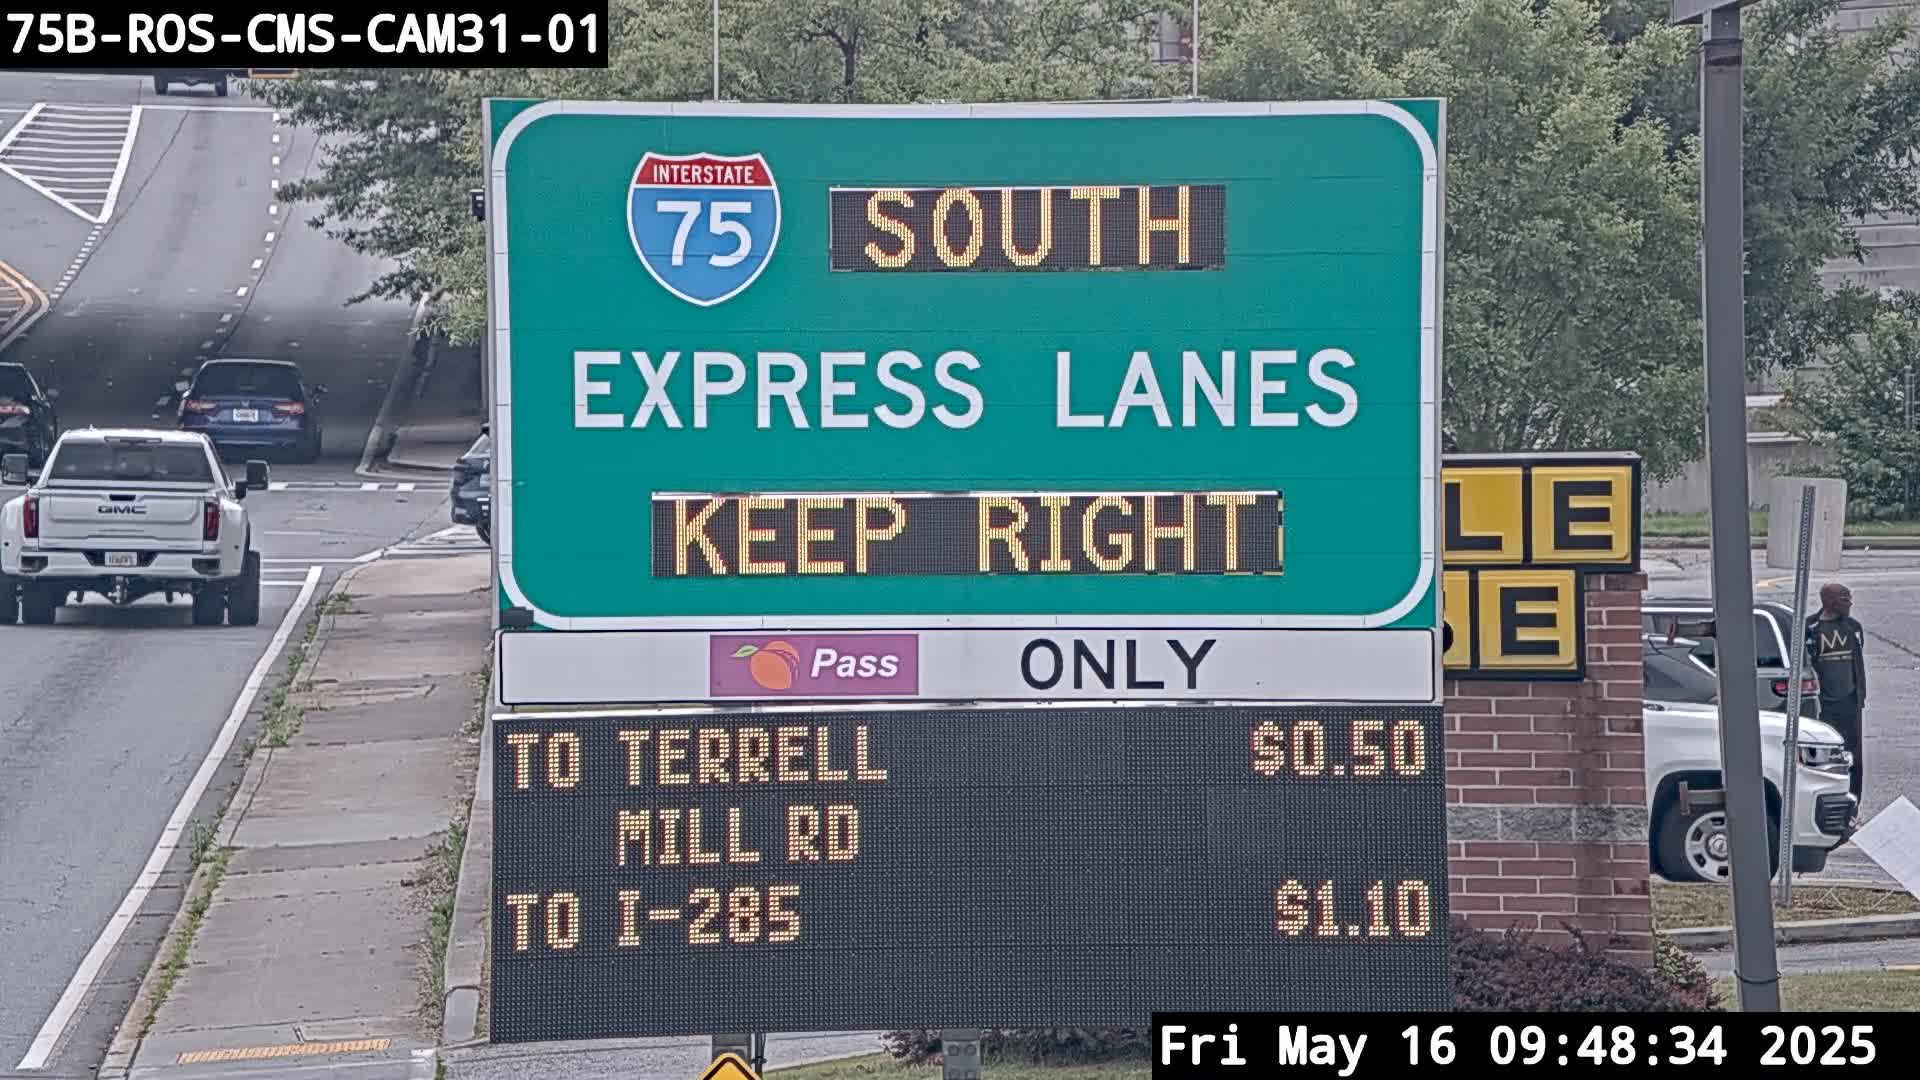 75B-ROS-CMS-CAM31-01
INTERSTATE
75
SOUTH
EXPRESS LANES
KEEP RIGHT
Pass ONLY
TO TERRELL $0.50
MILL RD
TO I-285 $1.10
LE
E
GMC
Fri May 16 09:48:34 2025